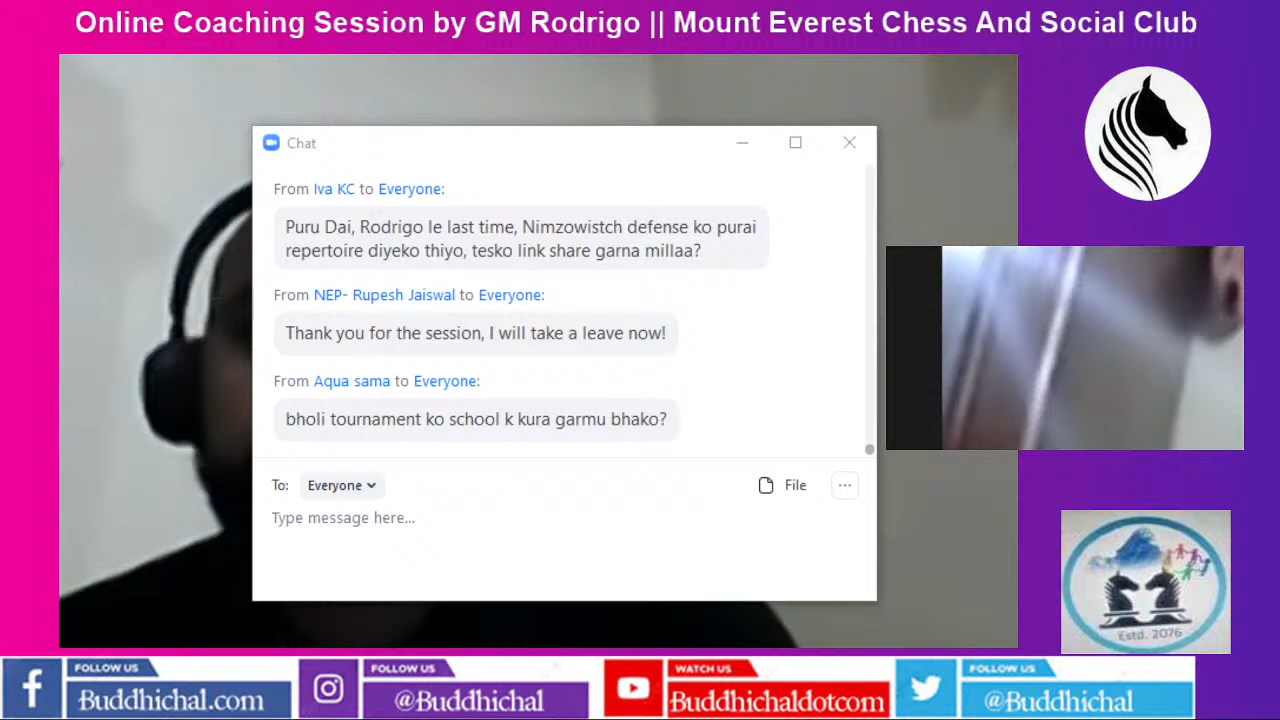 Online Coaching Session by GM Rodrigo || Mount Everest Chess And Social Club
Chat
From Iva KC to Everyone:
Puru Dai, Rodrigo le last time, Nimzowistch defense ko purai
repertoire diyeko thiyo, tesko link share garna millaa?
From NEP- Rupesh Jaiswal to Everyone:
Thank you for the session, I will take a leave now!
From Aqua sama to Everyone:
bholi tournament ko school k kura garmu bhako?
To: Everyone
File
Type message here...
Estd. 2076
FOLLOW US
Buddhichal.com
FOLLOW US
@Buddhichal
WATCH US
Buddhichaldotcom
FOLLOW US
@Buddhichal